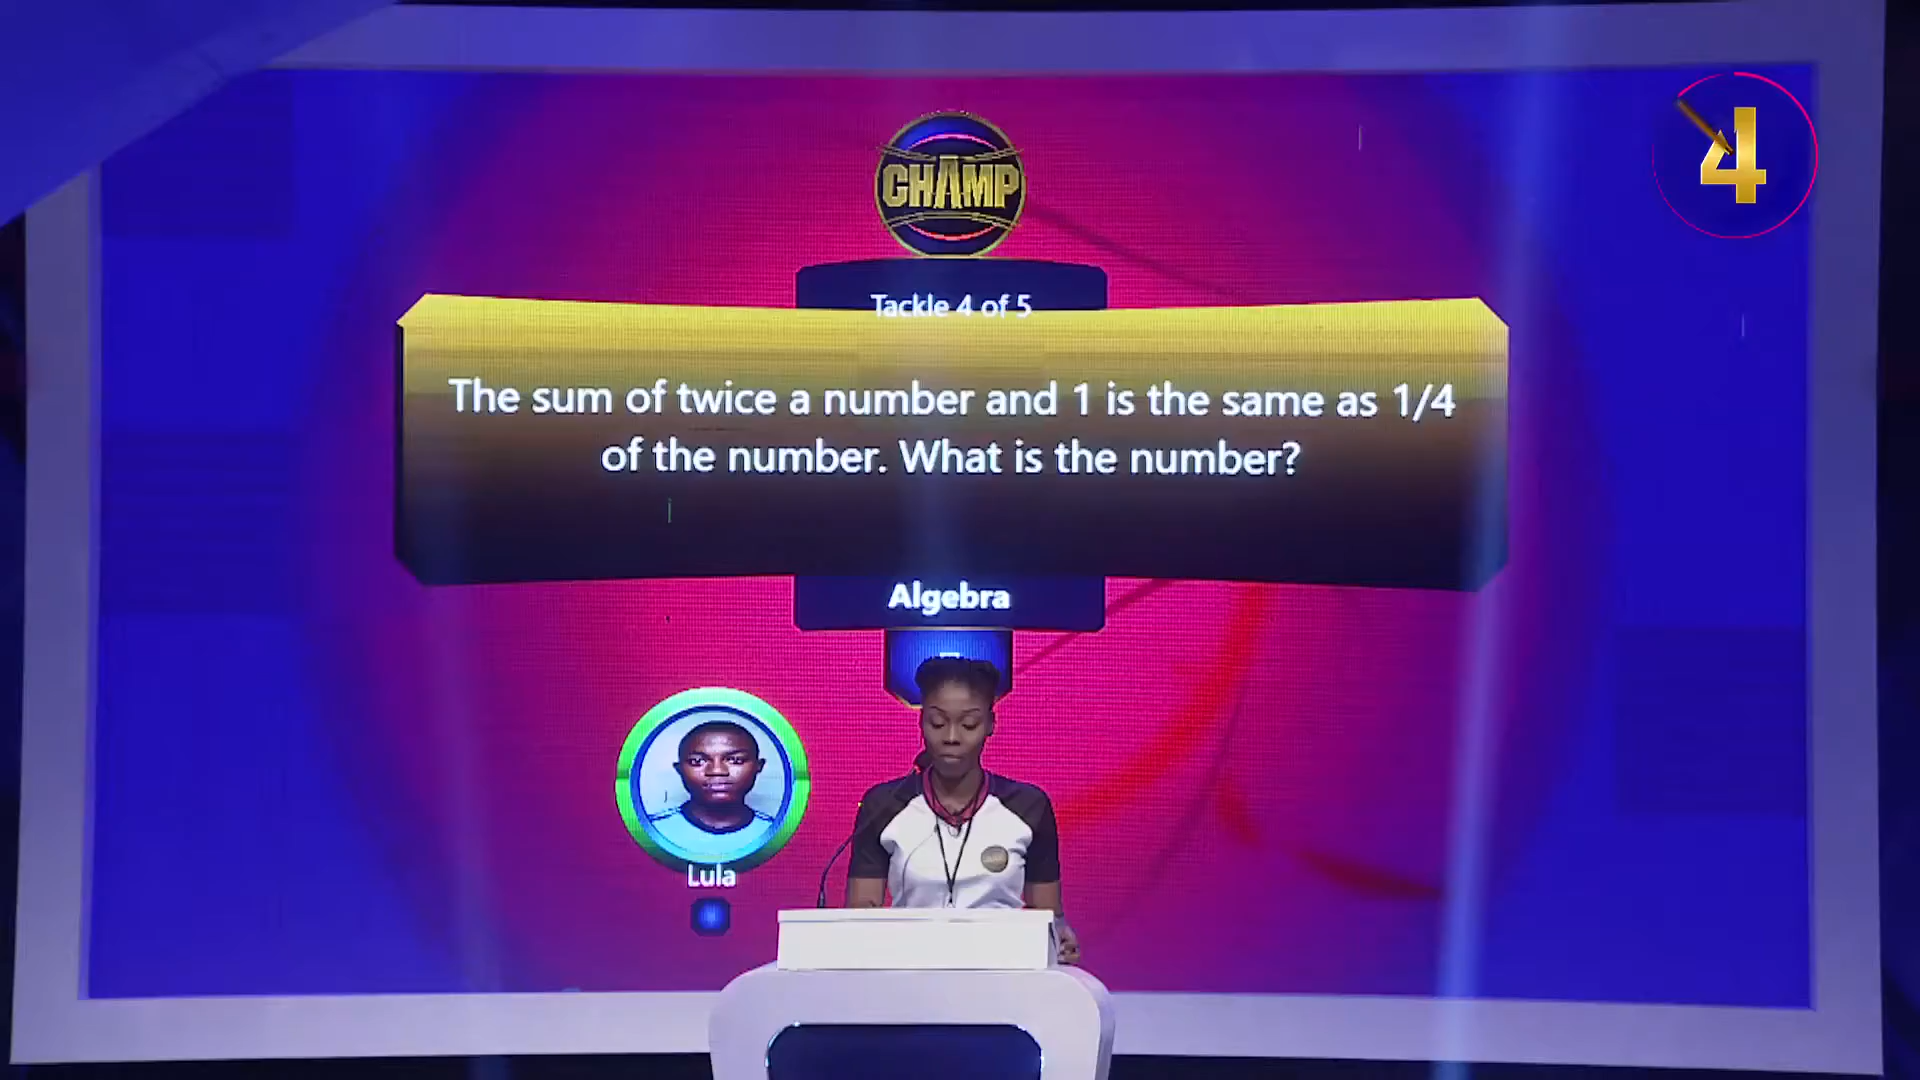 4
CHAMP
Tackle 4 of 5
The sum of twice a number and 1 is the same as 1/4
of the number. What is the number?
Algebra
Lula